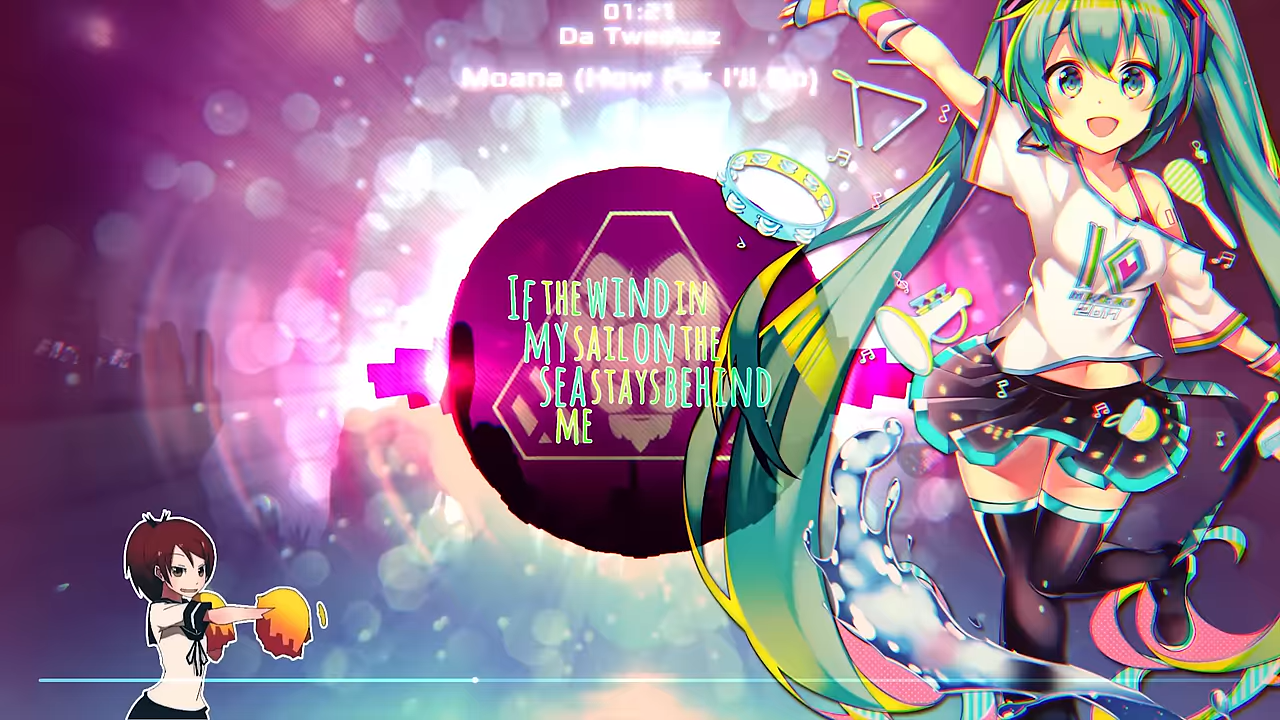 01:21
Da Tweekaz
Moana (How Far I'll Go)
IF THE WIND IN
MY SAIL ON THE
SEA STAYS BEHIND
ME
2017